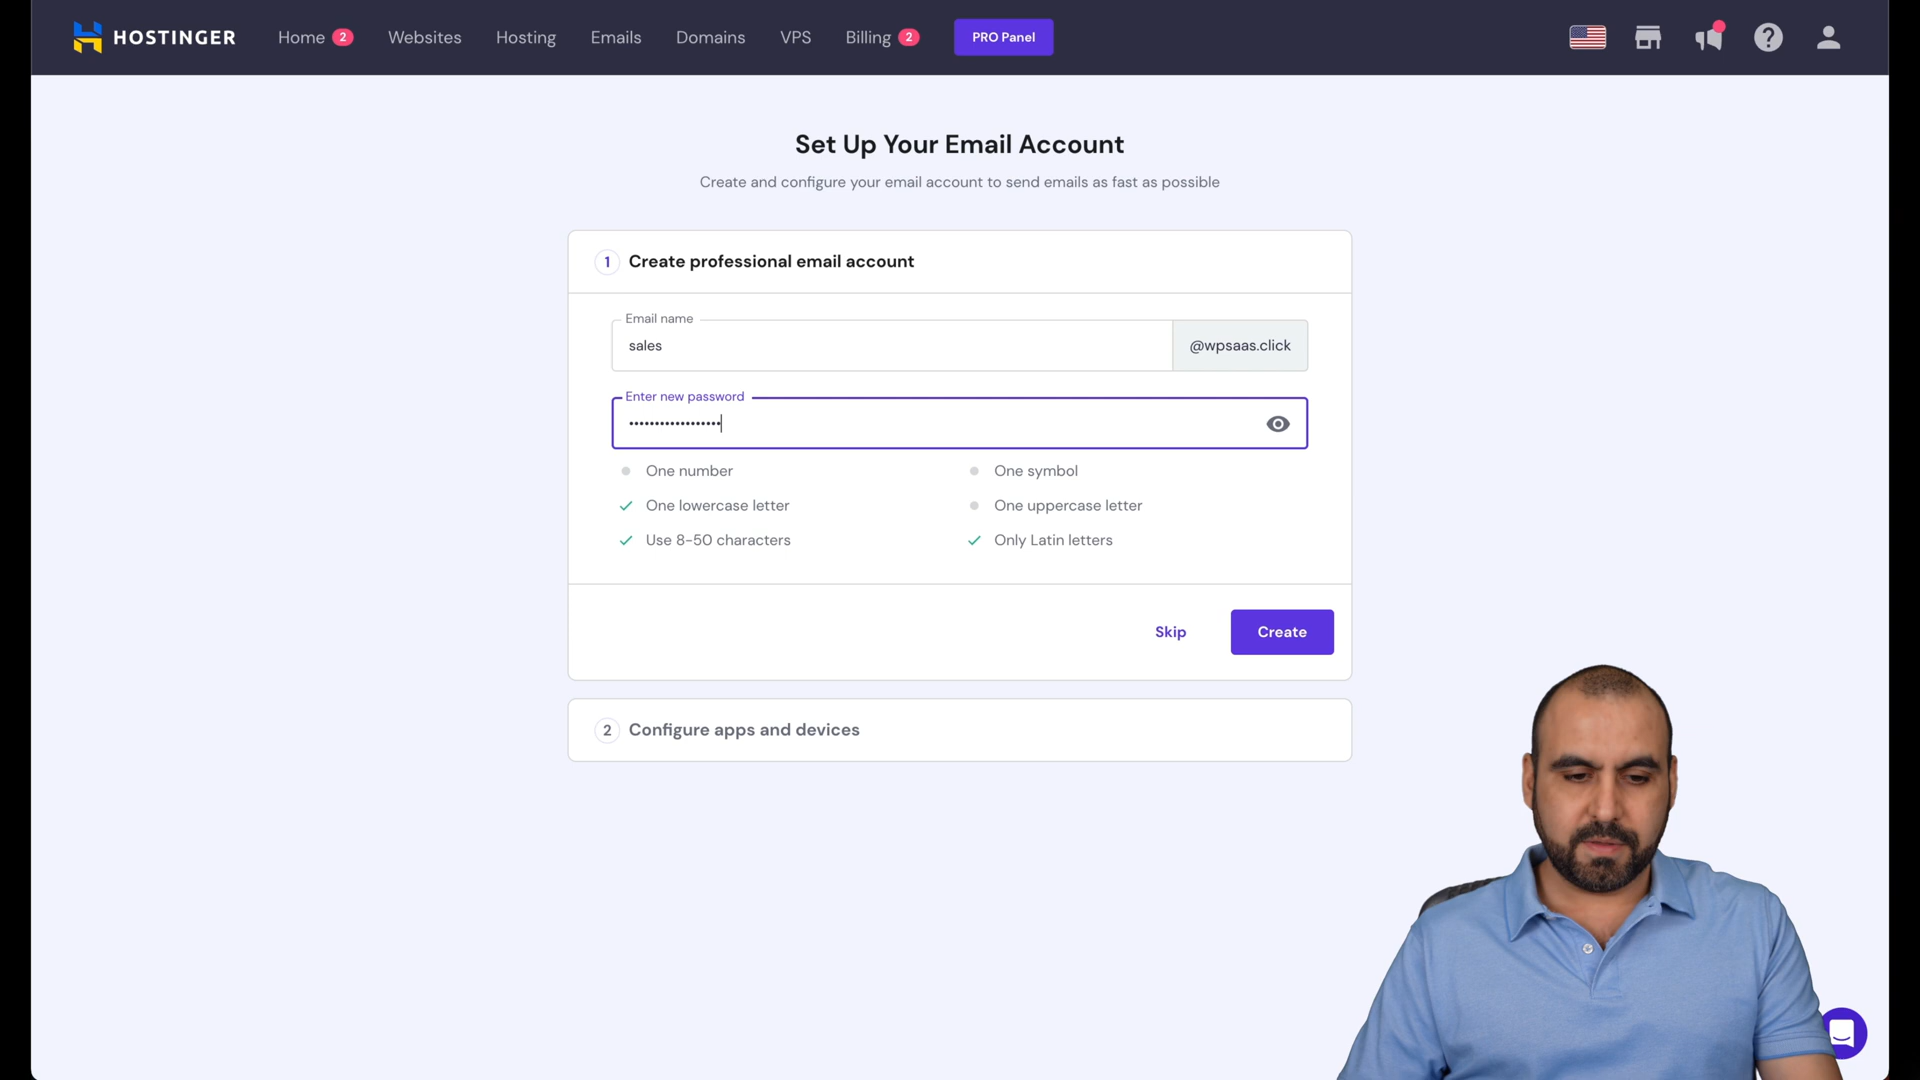 HOSTINGER Home 2 Websites Hosting Emails Domains VPS Billing 2 PRO Panel
Set Up Your Email Account
Create and configure your email account to send emails as fast as possible
1 Create professional email account
Email name
sales @wpsaas.click
Enter new password
••••••••••••••••••
One number One symbol
One lowercase letter One uppercase letter
Use 8-50 characters Only Latin letters
Skip Create
2 Configure apps and devices